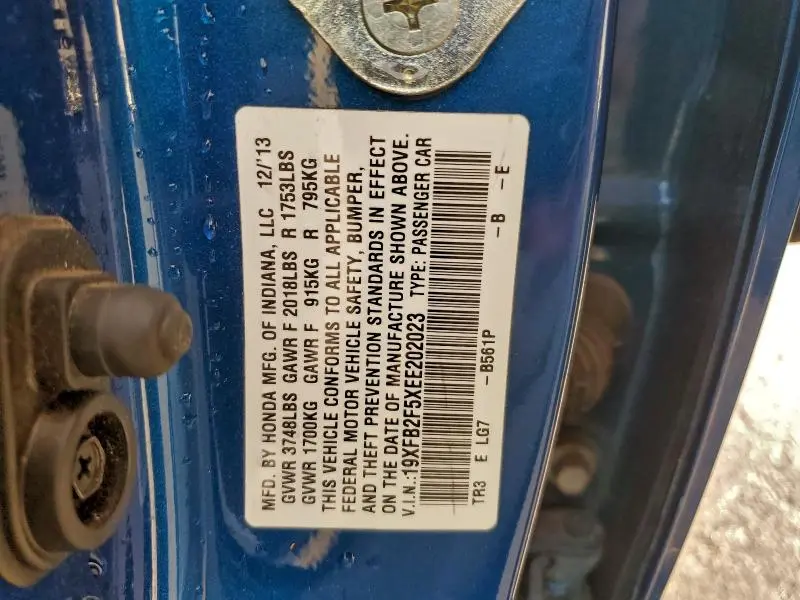 MFD. BY HONDA MFG. OF INDIANA, LLC 12/'13
GVWR 3748LBS GAWR F 2018LBS R 1753LBS
GVWR 1700KG GAWR F 915KG R 795KG
THIS VEHICLE CONFORMS TO ALL APPLICABLE
FEDERAL MOTOR VEHICLE SAFETY, BUMPER,
AND THEFT PREVENTION STANDARDS IN EFFECT
ON THE DATE OF MANUFACTURE SHOWN ABOVE.
V.I.N.:19XFB2F5XEE202023 TYPE: PASSENGER CAR
TR3 E LG7 -B561P -B -E